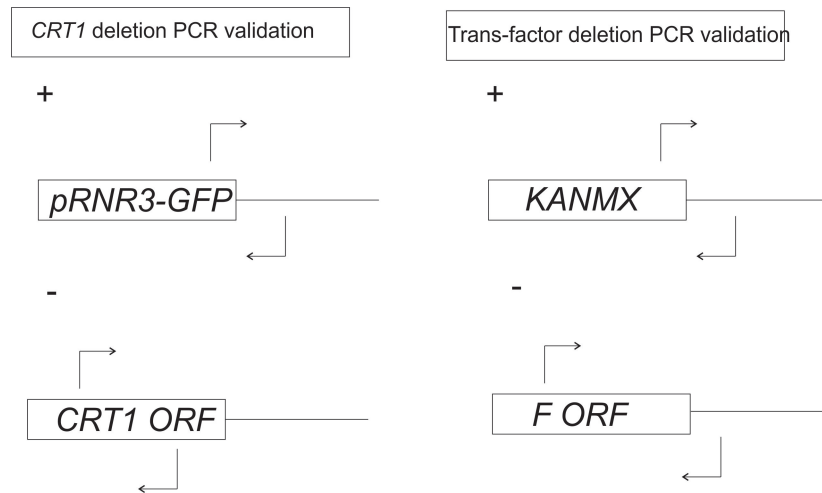 CRT1 deletion PCR validation
Trans-factor deletion PCR validation
+
+
pRNR3-GFP
KANMX
-
-
CRT1 ORF
F ORF